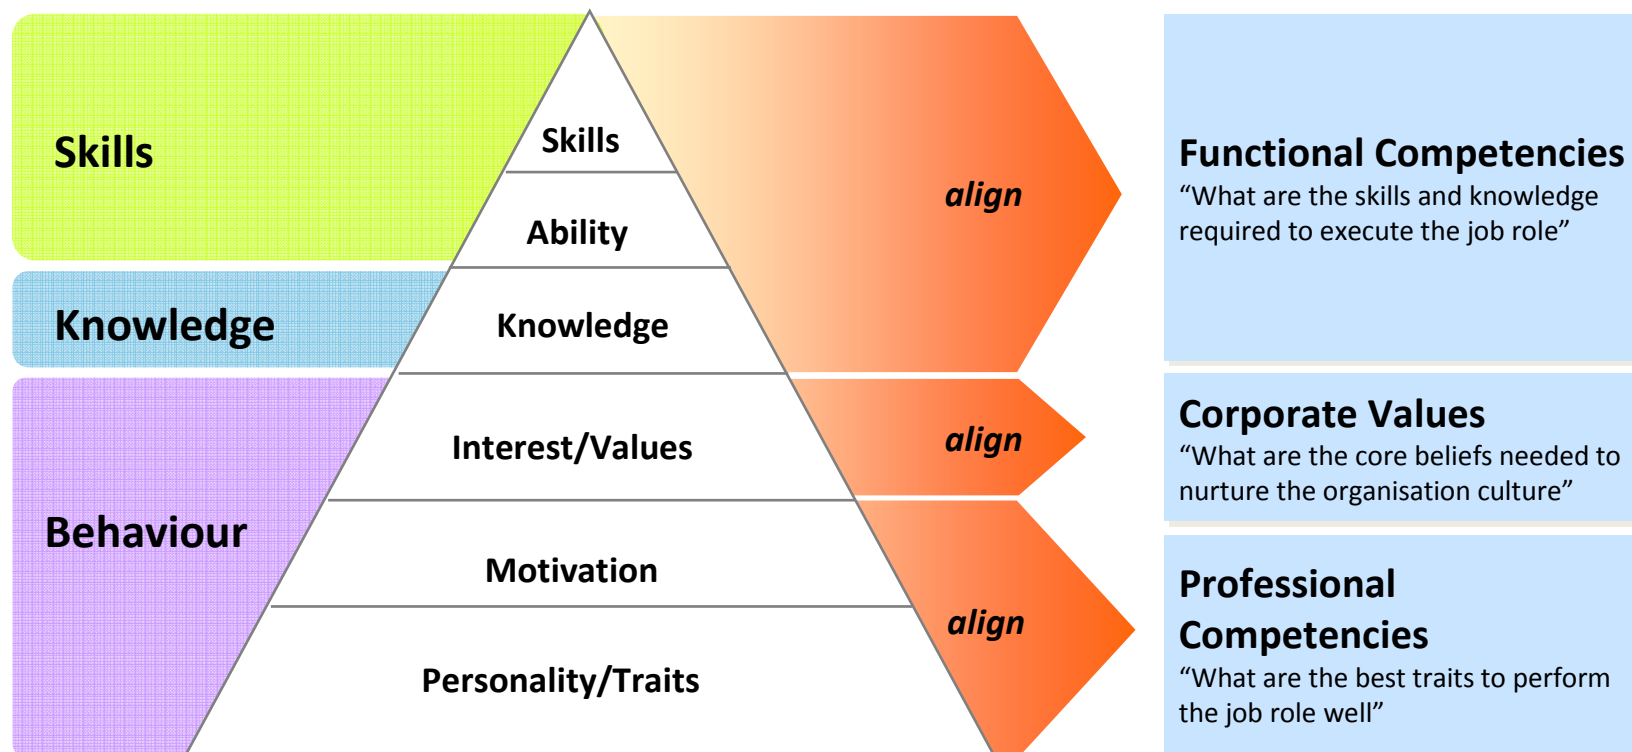 Skills
Knowledge
Behaviour
Skills
Ability
Knowledge
Interest/Values
Motivation
Personality/Traits
align
align
align
Functional Competencies
“What are the skills and knowledge
required to execute the job role”
Corporate Values
“What are the core beliefs needed to
nurture the organisation culture”
Professional
Competencies
“What are the best traits to perform
the job role well”